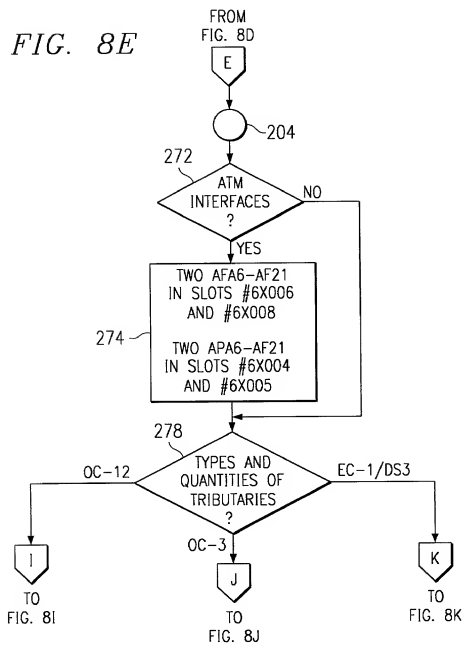 FROM
FIG. 8D
FIG. 8E
E
204
272
ATM
INTERFACES
?
NO
YES
TWO AFA6-AF21
IN SLOTS #6X006
AND #6X008
274
TWO APA6-AF21
IN SLOTS #6X004
AND #6X005
278
TYPES AND
QUANTITIES OF
TRIBUTARIES
?
OC-12
EC-1/DS3
OC-3
I
J
K
TO
FIG. 8I
TO
FIG. 8J
TO
FIG. 8K